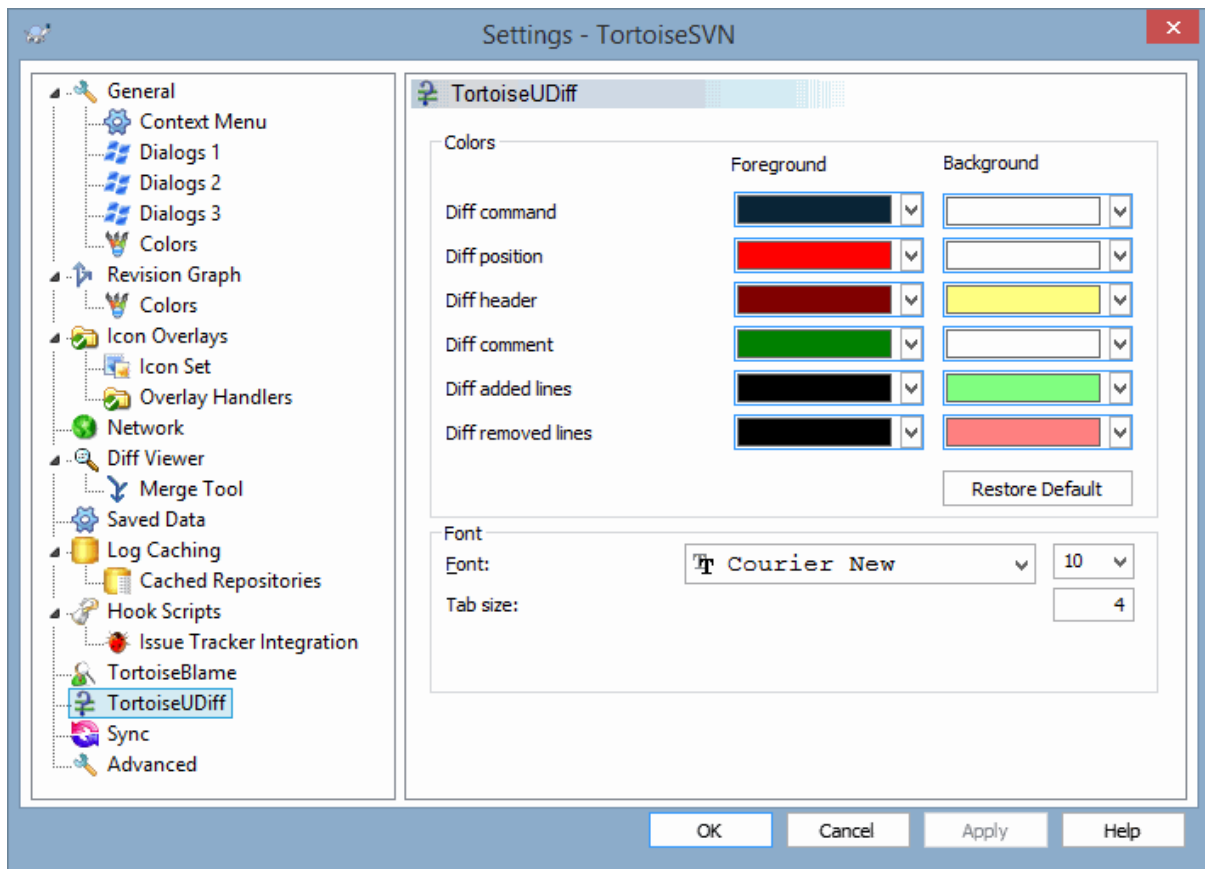 Settings - TortoiseSVN
General
Context Menu
Dialogs 1
Dialogs 2
Dialogs 3
Colors
Revision Graph
Colors
Icon Overlays
Icon Set
Overlay Handlers
Network
Diff Viewer
Merge Tool
Saved Data
Log Caching
Cached Repositories
Hook Scripts
Issue Tracker Integration
TortoiseBlame
TortoiseUDiff
Sync
Advanced
TortoiseUDiff
Colors
Foreground Background
Diff command
Diff position
Diff header
Diff comment
Diff added lines
Diff removed lines
Restore Default
Font
Font: Courier New 10
Tab size: 4
OK Cancel Apply Help